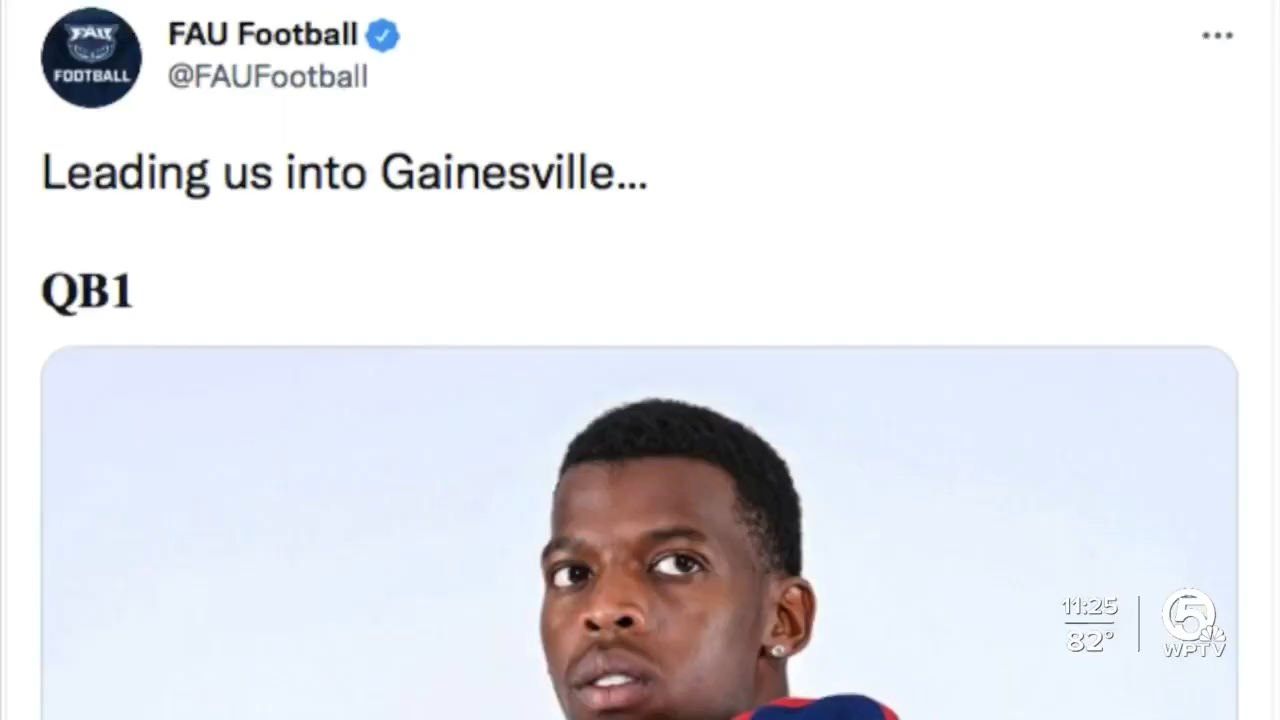 FAU
FOOTBALL
FAU Football
@FAUFootball
Leading us into Gainesville...
QB1
11:25
82°
5
WPTV